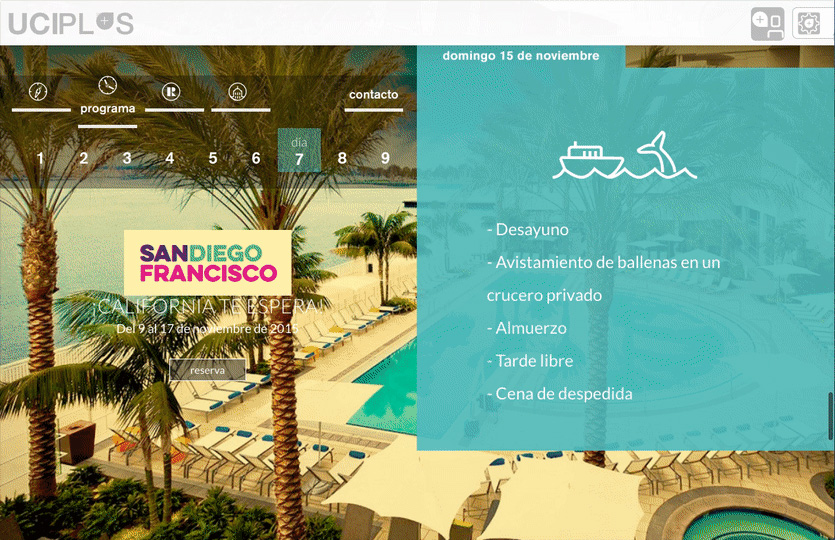 UCIPLUS
programa
contacto
1 2 3 4 5 6 día 7 8 9
SANDIEGO
FRANCISCO
¡CALIFORNIA TE ESPERA!
Del 9 al 17 de noviembre de 2015
reserva
domingo 15 de noviembre
- Desayuno
- Avistamiento de ballenas en un
crucero privado
- Almuerzo
- Tarde libre
- Cena de despedida